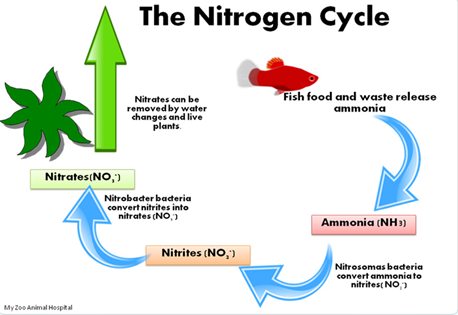 The Nitrogen Cycle
Fish food and waste release
ammonia
Nitrates can be
removed by water
changes and live
plants.
Nitrates(NO₃⁻)
Nitrobacter bacteria
convert nitrites into
nitrates (NO₃⁻)
Ammonia (NH3)
Nitrites (NO₂⁻)
Nitrosomas bacteria
convert ammonia to
nitrites(NO₂⁻)
My Zoo Animal Hospital